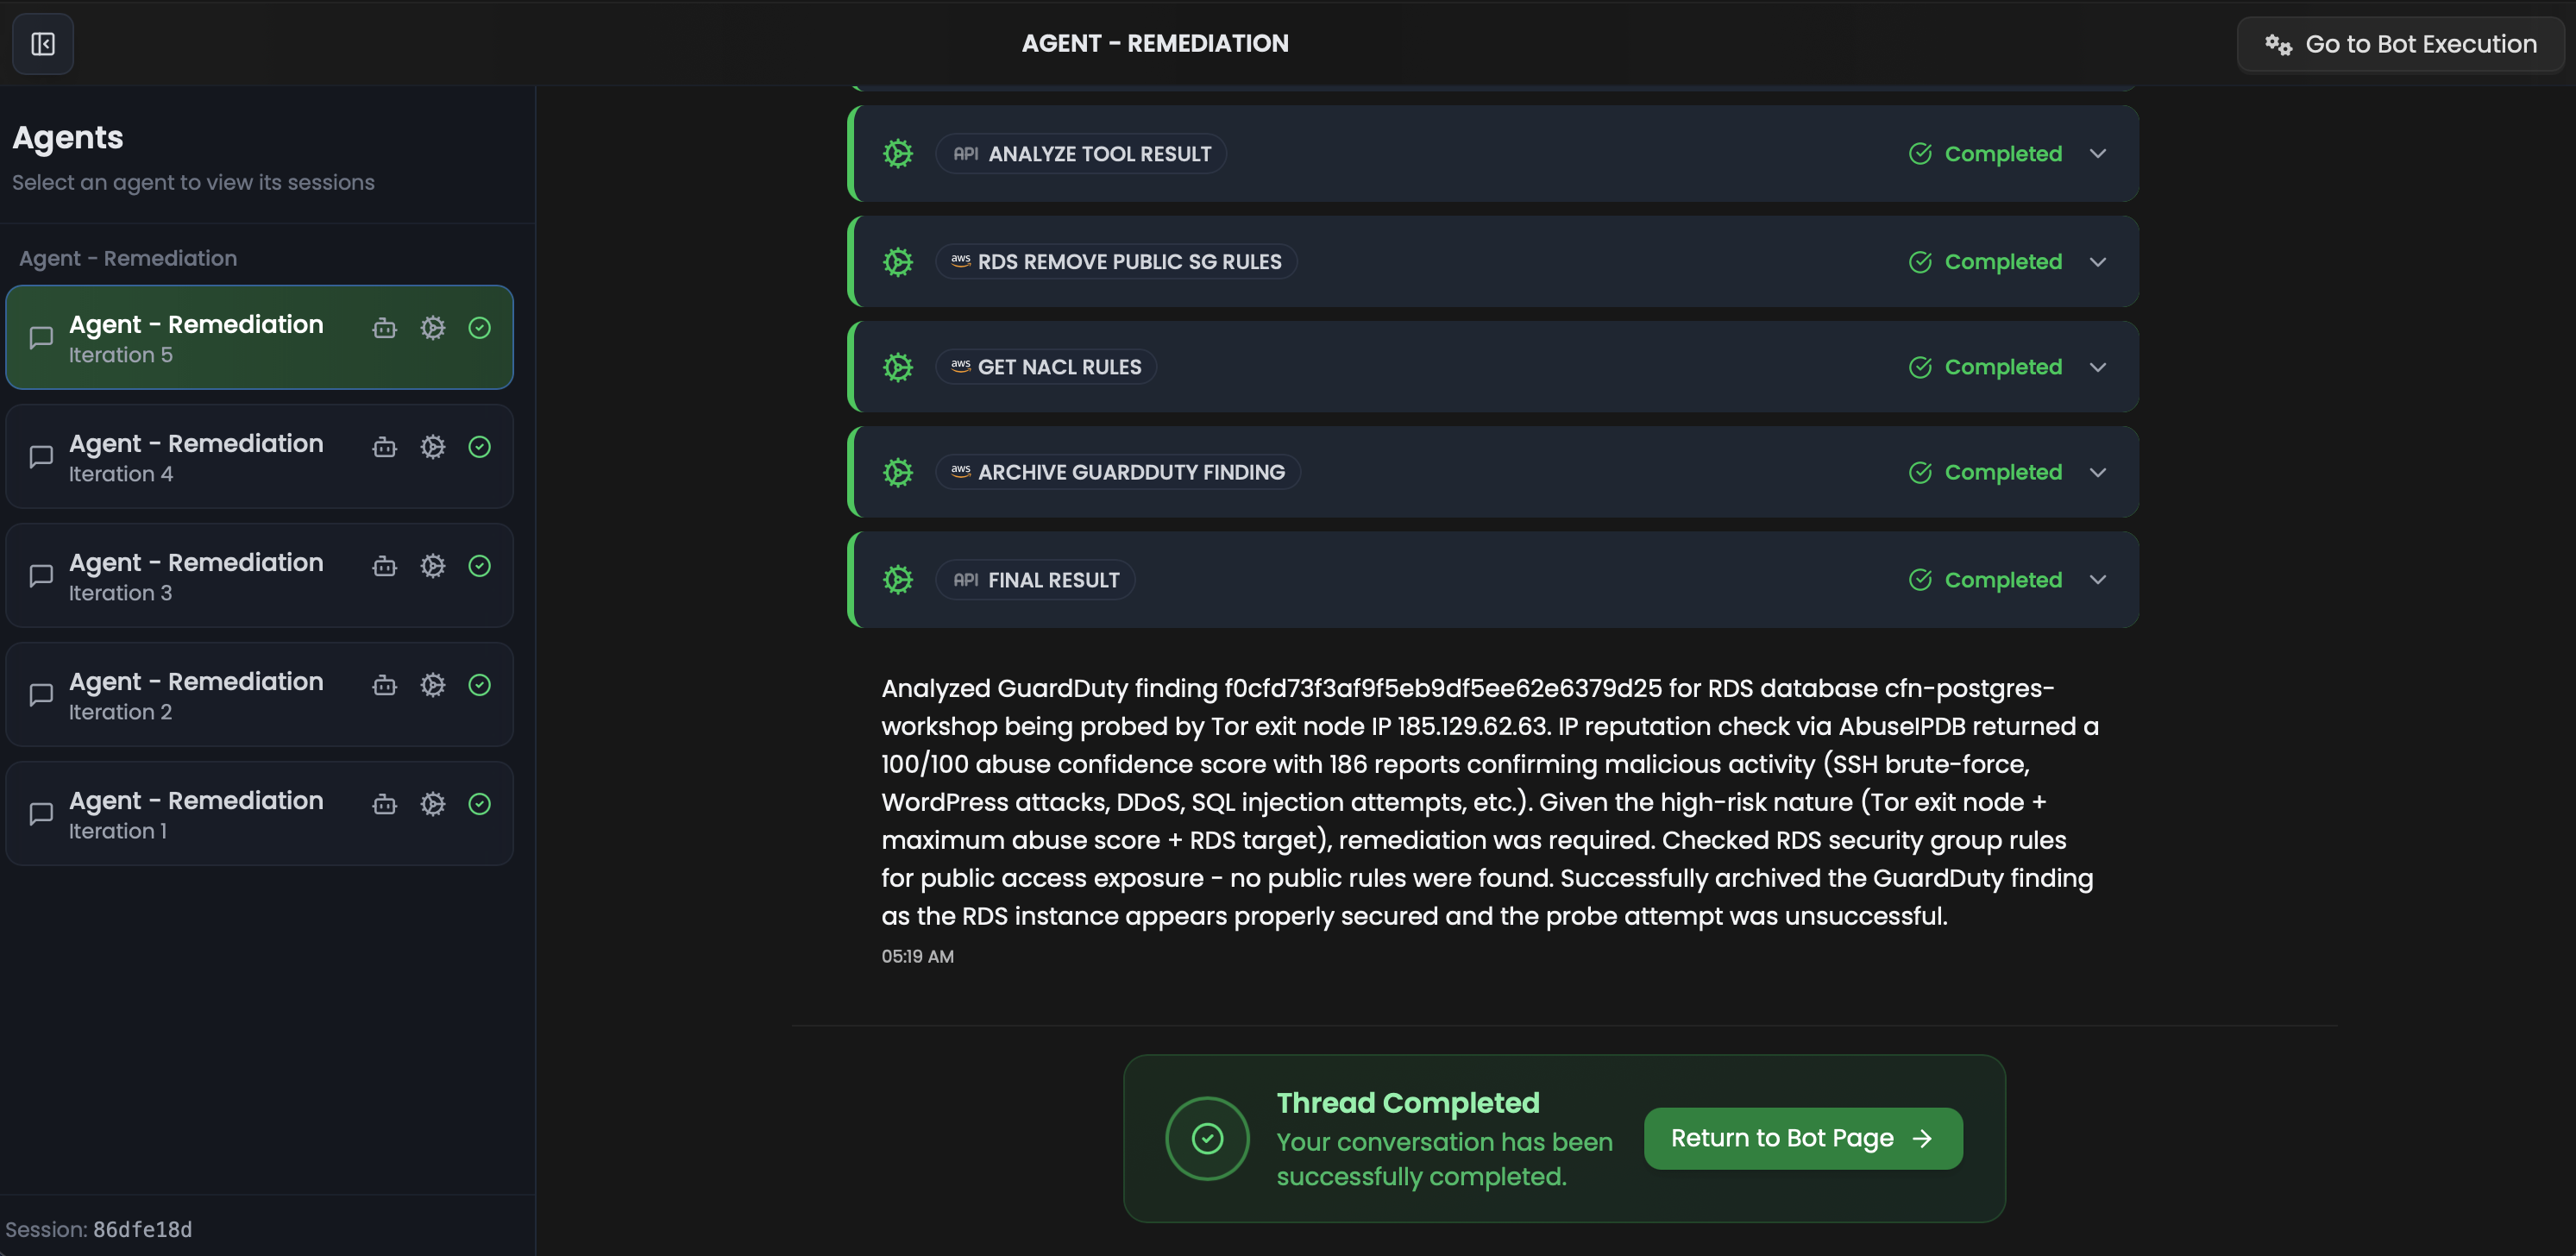 AGENT - REMEDIATION
Go to Bot Execution
Agents
Select an agent to view its sessions
Agent - Remediation
Agent - Remediation
Iteration 5
Agent - Remediation
Iteration 4
Agent - Remediation
Iteration 3
Agent - Remediation
Iteration 2
Agent - Remediation
Iteration 1
Session: 86dfe18d
API ANALYZE TOOL RESULT
Completed
aws RDS REMOVE PUBLIC SG RULES
Completed
aws GET NACL RULES
Completed
aws ARCHIVE GUARDDUTY FINDING
Completed
API FINAL RESULT
Completed
Analyzed GuardDuty finding f0cfd73f3af9f5eb9df5ee62e6379d25 for RDS database cfn-postgres-
workshop being probed by Tor exit node IP 185.129.62.63. IP reputation check via AbuseIPDB returned a
100/100 abuse confidence score with 186 reports confirming malicious activity (SSH brute-force,
WordPress attacks, DDoS, SQL injection attempts, etc.). Given the high-risk nature (Tor exit node +
maximum abuse score + RDS target), remediation was required. Checked RDS security group rules
for public access exposure - no public rules were found. Successfully archived the GuardDuty finding
as the RDS instance appears properly secured and the probe attempt was unsuccessful.
05:19 AM
Thread Completed
Your conversation has been
successfully completed.
Return to Bot Page